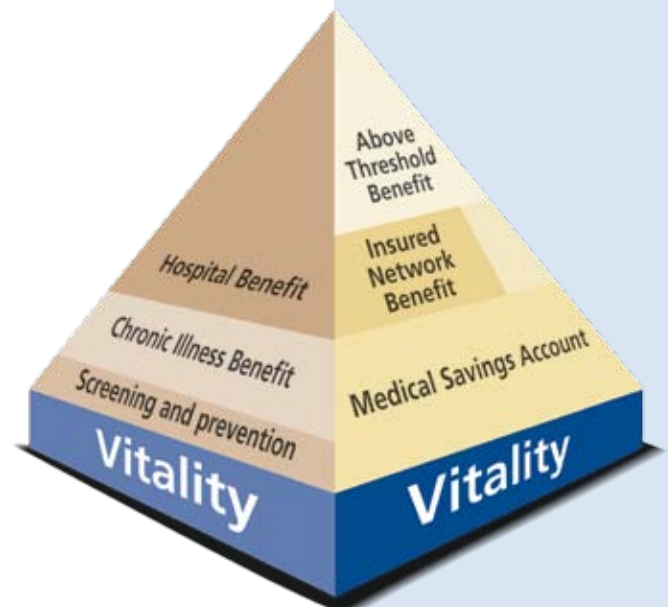 Hospital Benefit
Chronic Illness Benefit
Screening and prevention
Vitality
Above
Threshold
Benefit
Insured
Network
Benefit
Medical Savings Account
Vitality